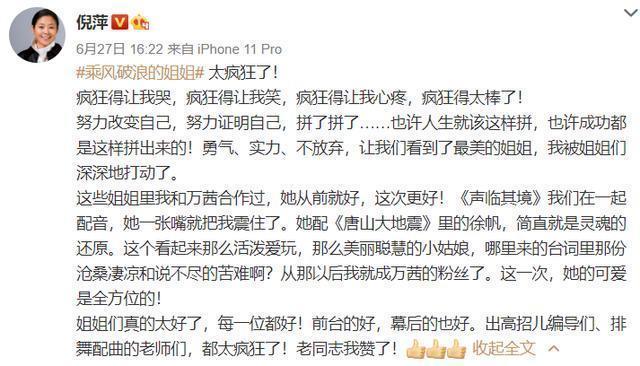 倪萍
6月27日 16:22 来自 iPhone 11 Pro
#乘风破浪的姐姐# 太疯狂了！
疯狂得让我哭，疯狂得让我笑，疯狂得让我心疼，疯狂得太棒了！
努力改变自己，努力证明自己，拼了拼了……也许人生就该这样拼，也许成功都
是这样拼出来的！勇气、实力、不放弃，让我们看到了最美的姐姐，我被姐姐们
深深地打动了。
这些姐姐里我和万茜合作过，她从前就好，这次更好！《声临其境》我们在一起
配音，她一张嘴就把我震住了。她配《唐山大地震》里的徐帆，简直就是灵魂的
还原。这个看起来那么活泼爱玩，那么美丽聪慧的小姑娘，哪里来的台词里那份
沧桑凄凉和说不尽的苦难啊？从那以后我就成万茜的粉丝了。这一次，她的可爱
是全方位的！
姐姐们真的太好了，每一位都好！前台的好，幕后的也好。出高招儿编导们、排
舞配曲的老师们，都太疯狂了！老同志我赞了！👍👍👍 收起全文